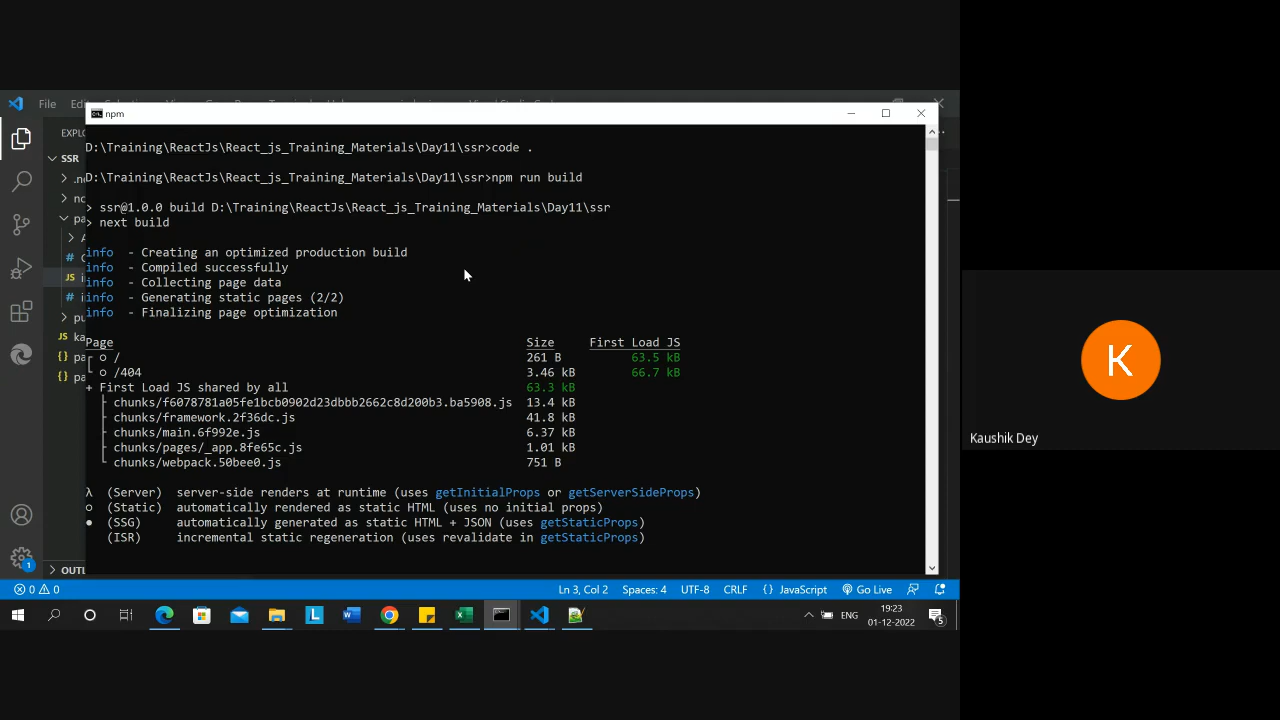 File
npm
D:\Training\ReactJs\React_js_Training_Materials\Day11\ssr>code .
EXPL
SSR
D:\Training\ReactJs\React_js_Training_Materials\Day11\ssr>npm run build
> ssr@1.0.0 build D:\Training\ReactJs\React_js_Training_Materials\Day11\ssr
> next build
info - Creating an optimized production build
info - Compiled successfully
info - Collecting page data
info - Generating static pages (2/2)
info - Finalizing page optimization
Page Size First Load JS
┌ ○ / 261 B 63.5 kB
└ ○ /404 3.46 kB 66.7 kB
+ First Load JS shared by all 63.3 kB
├ chunks/f6078781a05fe1bcb0902d23dbbb2662c8d200b3.ba5908.js 13.4 kB
├ chunks/framework.2f36dc.js 41.8 kB
├ chunks/main.6f992e.js 6.37 kB
├ chunks/pages/_app.8fe65c.js 1.01 kB
└ chunks/webpack.50bee0.js 751 B
λ (Server) server-side renders at runtime (uses getInitialProps or getServerSideProps)
○ (Static) automatically rendered as static HTML (uses no initial props)
● (SSG) automatically generated as static HTML + JSON (uses getStaticProps)
(ISR) incremental static regeneration (uses revalidate in getStaticProps)
OUTL
0 0 Ln 3, Col 2 Spaces: 4 UTF-8 CRLF {} JavaScript Go Live
ENG
19:23
01-12-2022
5
1
K
Kaushik Dey